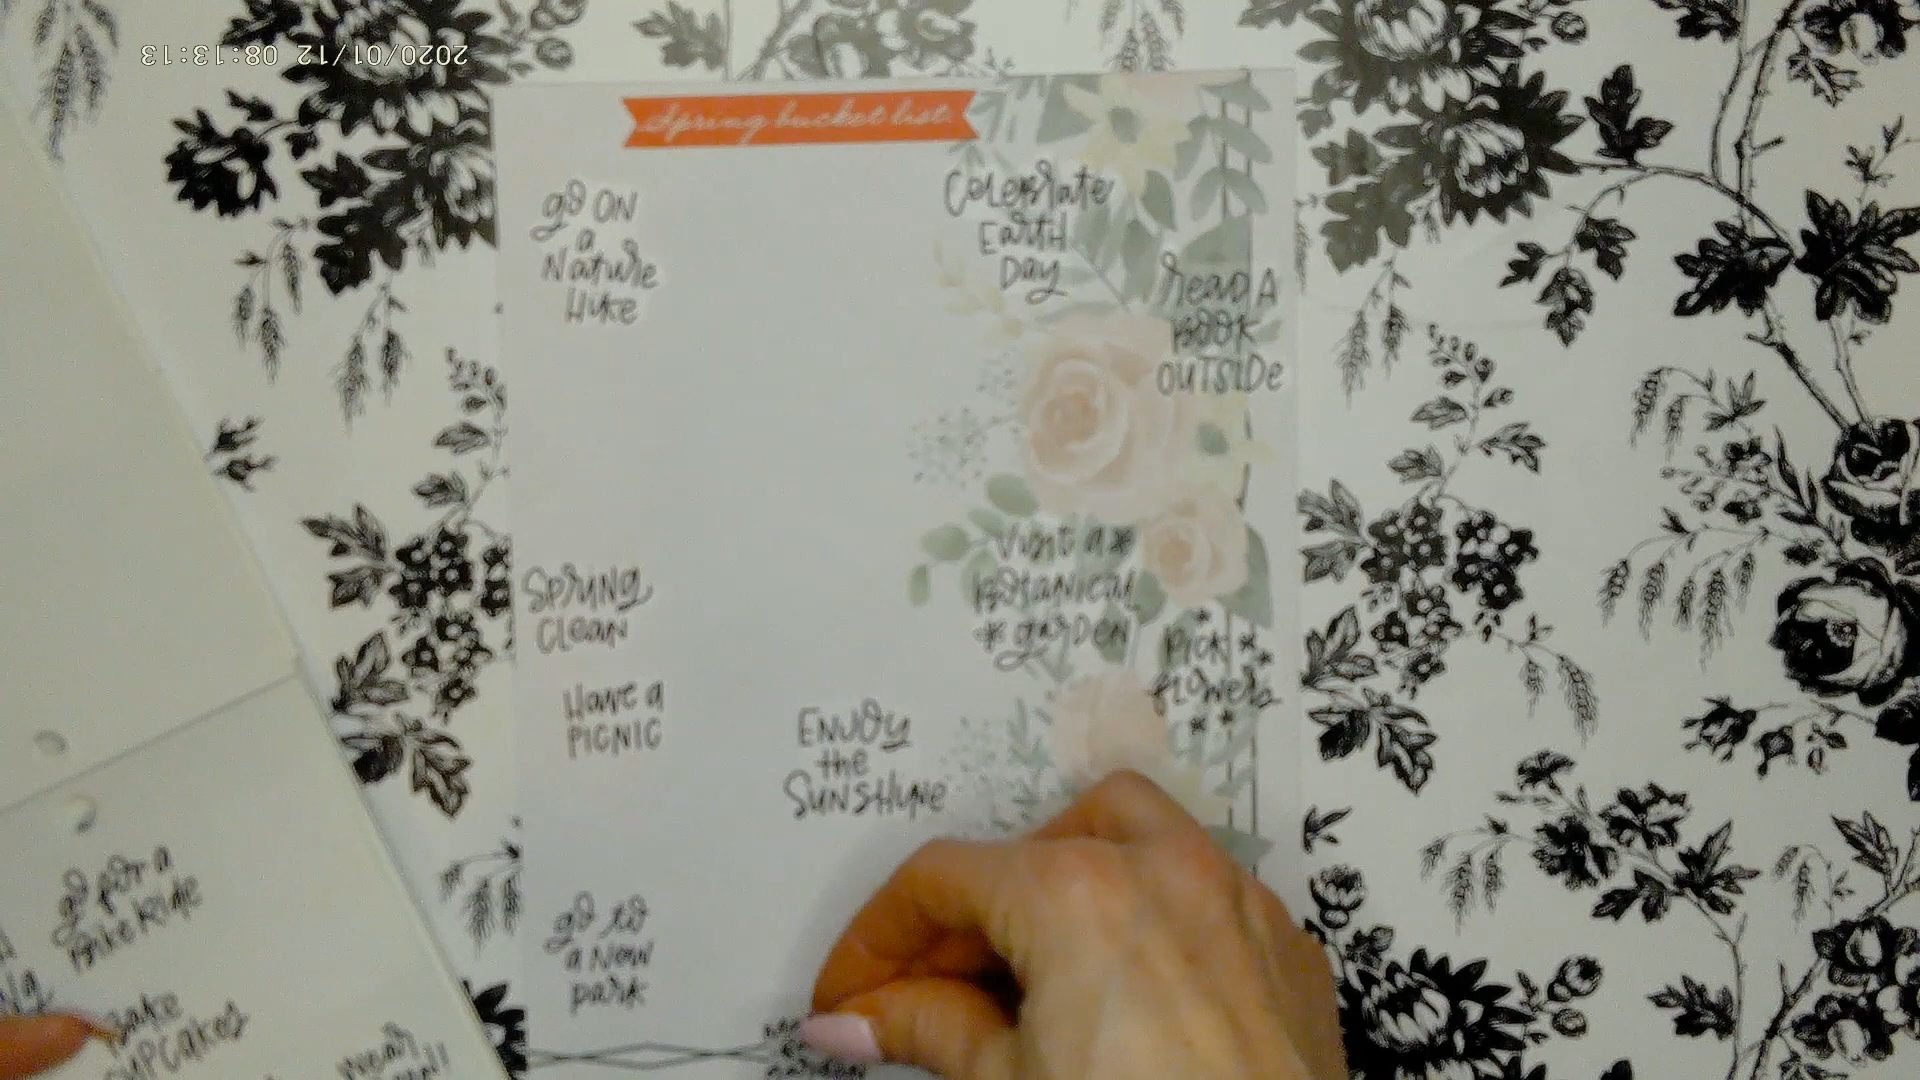 2020/01/12 08:13:13
Spring bucket list
go on
a
Nature
Hike
Celebrate
Earth
Day
read a
book
outside
Spring
Clean
Have a
picnic
Enjoy
the
Sunshine
Visit a
botanical
garden
pick
flowers
go to
a new
park
go for a
bike ride
bake
cupcakes